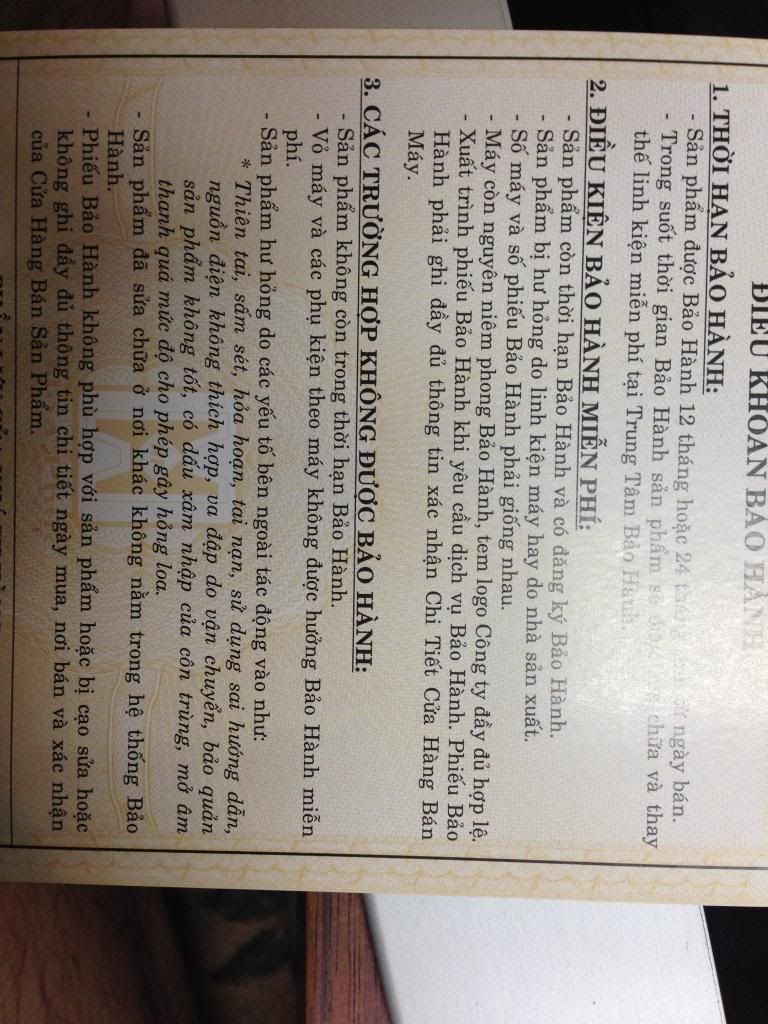 ĐIỀU KHOẢN BẢO HÀNH
1. THỜI HẠN BẢO HÀNH:
- Sản phẩm được Bảo Hành 12 tháng hoặc 24 ngày bán.
- Trong suốt thời gian Bảo Hành sản phẩm chữa và thay
thế linh kiện miễn phí tại Trung Tâm Bảo Hành.
2. ĐIỀU KIỆN BẢO HÀNH MIỄN PHÍ:
- Sản phẩm còn thời hạn Bảo Hành và có đăng ký Bảo Hành.
- Sản phẩm bị hư hỏng do linh kiện máy hay do nhà sản xuất.
- Số máy và số phiếu Bảo Hành phải giống nhau.
- Máy còn nguyên niêm phong Bảo Hành, tem logo Công ty đầy đủ hợp lệ.
- Xuất trình phiếu Bảo Hành khi yêu cầu dịch vụ Bảo Hành. Phiếu Bảo
Hành phải ghi đầy đủ thông tin xác nhận Chi Tiết Cửa Hàng Bán
Máy.
3. CÁC TRƯỜNG HỢP KHÔNG ĐƯỢC BẢO HÀNH:
- Sản phẩm không còn trong thời hạn Bảo Hành.
- Vỏ máy và các phụ kiện theo máy không được hưởng Bảo Hành miễn
phí.
- Sản phẩm hư hỏng do các yếu tố bên ngoài tác động vào như:
* Thiên tai, sấm sét, hỏa hoạn, tai nạn, sử dụng sai hướng dẫn,
nguồn điện không thích hợp, va đập do vận chuyển, bảo quản
sản phẩm không tốt, có dấu xâm nhập của côn trùng, mở âm
thanh quá mức độ cho phép gây hỏng loa.
- Sản phẩm đã sửa chữa ở nơi khác không nằm trong hệ thống Bảo
Hành.
- Phiếu Bảo Hành không phù hợp với sản phẩm hoặc bị cạo sửa hoặc
không ghi đầy đủ thông tin chi tiết ngày mua, nơi bán và xác nhận
của Cửa Hàng Bán Sản Phẩm.